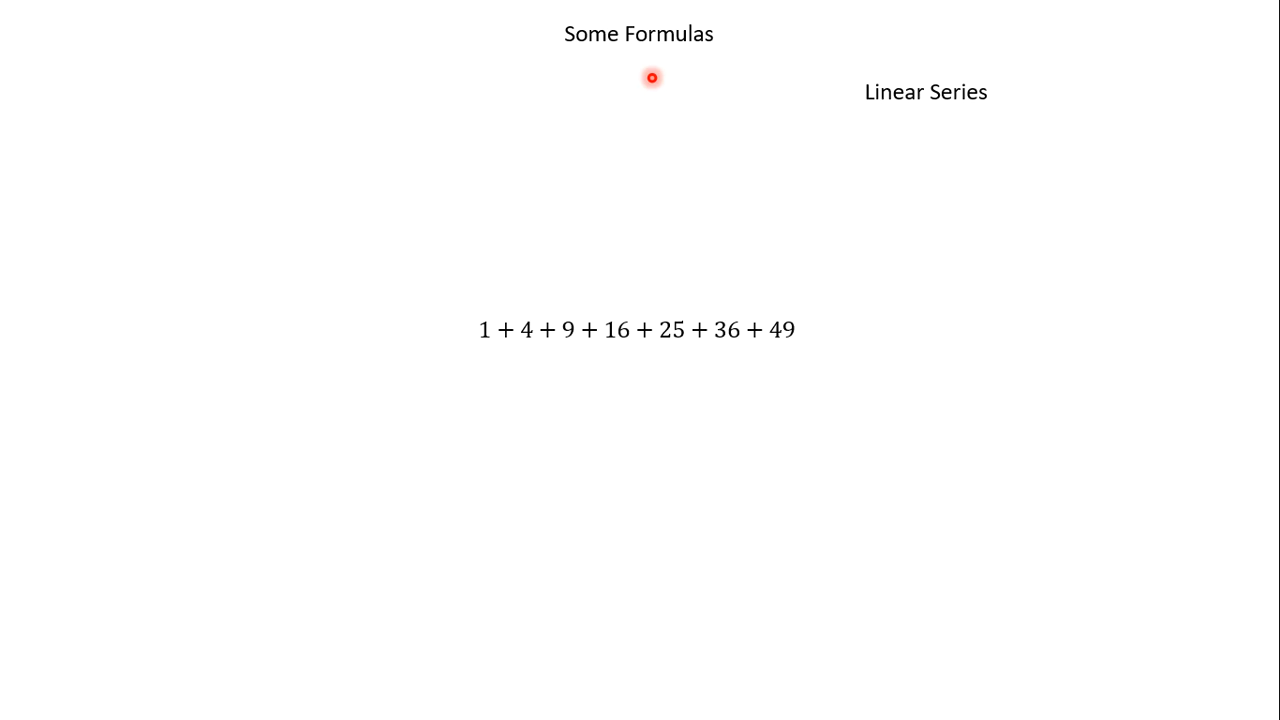 Some Formulas
Linear Series
1 + 4 + 9 + 16 + 25 + 36 + 49